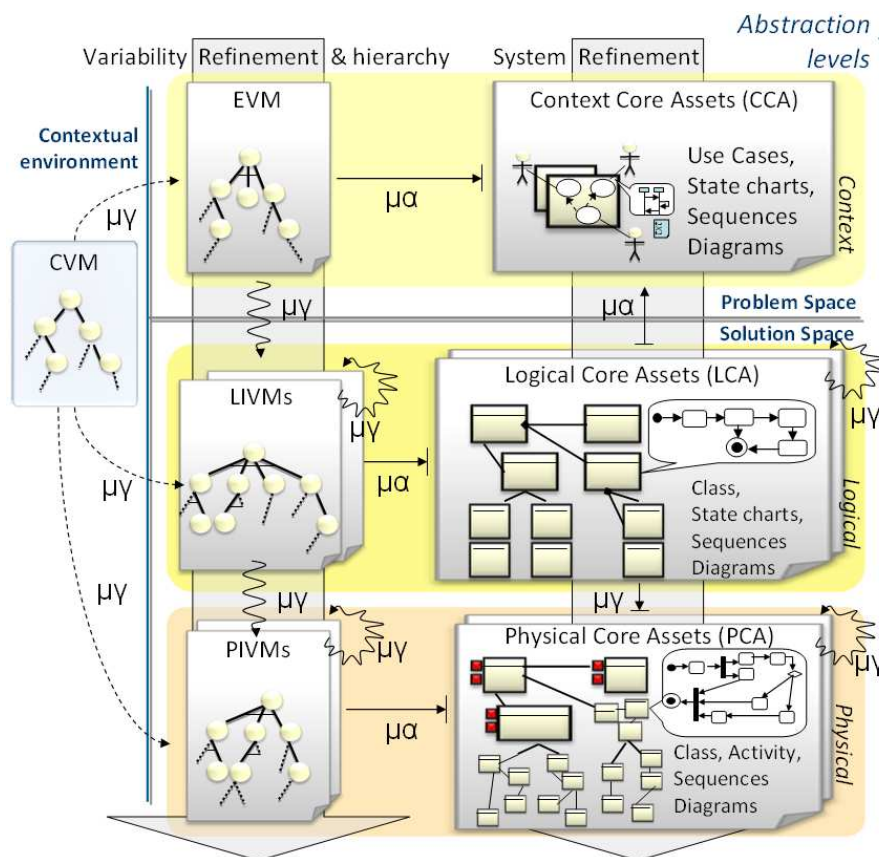 Abstraction
levels
Variability Refinement & hierarchy
System Refinement
Contextual
environment
EVM
Context Core Assets (CCA)
Use Cases,
State charts,
Sequences
Diagrams
Context
μα
μγ
CVM
μγ
μα
Problem Space
Solution Space
LIVMs
μγ
Logical Core Assets (LCA)
μγ
μα
Class,
State charts,
Sequences
Diagrams
Logical
μγ
μγ
μγ
μγ
PIVMs
μγ
Physical Core Assets (PCA)
μγ
μα
Class, Activity,
Sequences
Diagrams
Physical